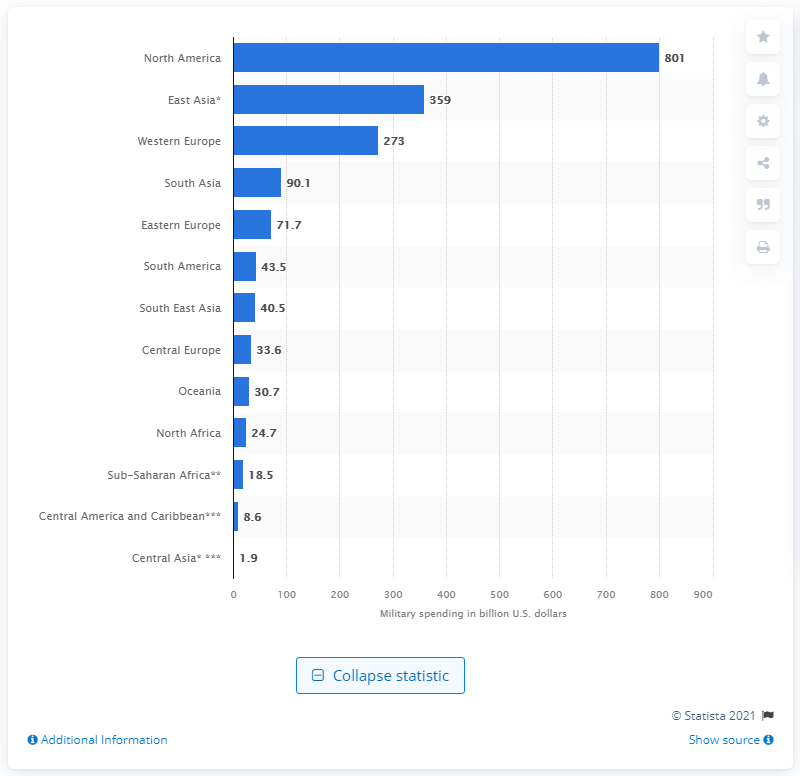 North America 801
East Asia* 359
Western Europe 273
South Asia 90.1
Eastern Europe 71.7
South America 43.5
South East Asia 40.5
Central Europe 33.6
Oceania 30.7
North Africa 24.7
Sub-Saharan Africa** 18.5
Central America and Caribbean*** 8.6
Central Asia* *** 1.9
0 100 200 300 400 500 600 700 800 900
Military spending in billion U.S. dollars
Collapse statistic
© Statista 2021
Additional Information Show source